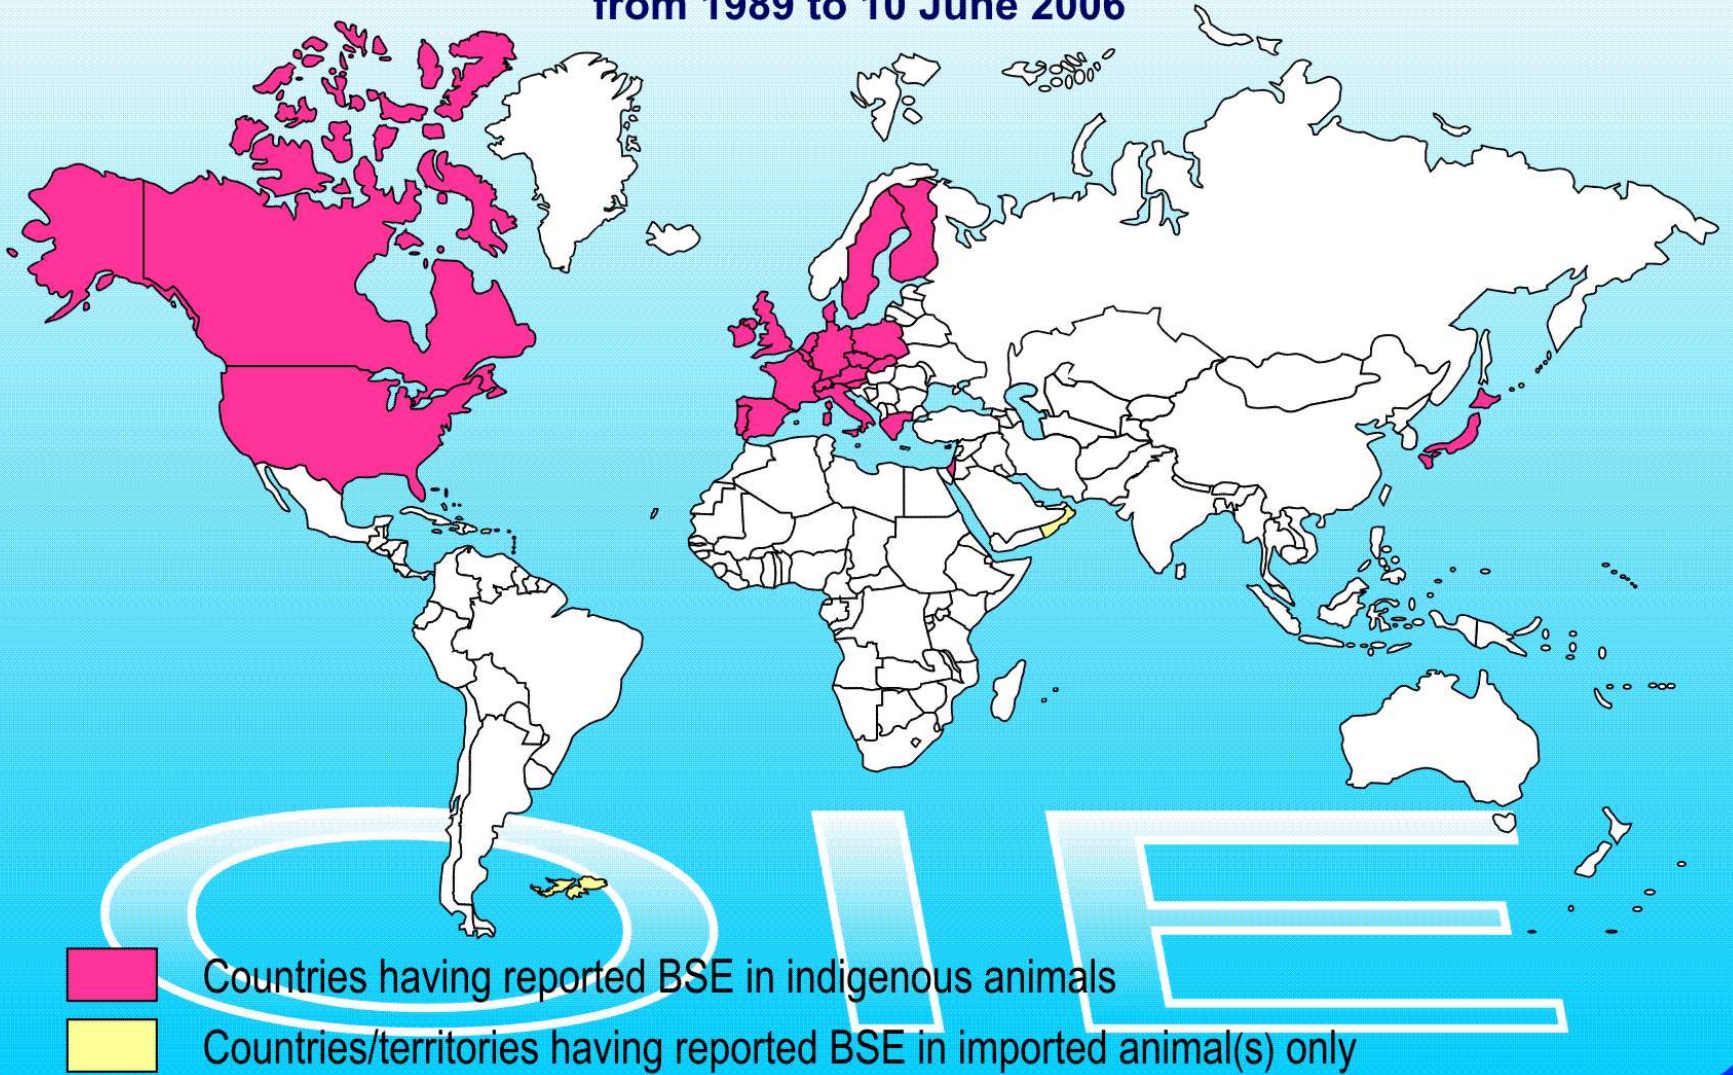 from 1989 to 10 June 2006
OIE
Countries having reported BSE in indigenous animals
Countries/territories having reported BSE in imported animal(s) only